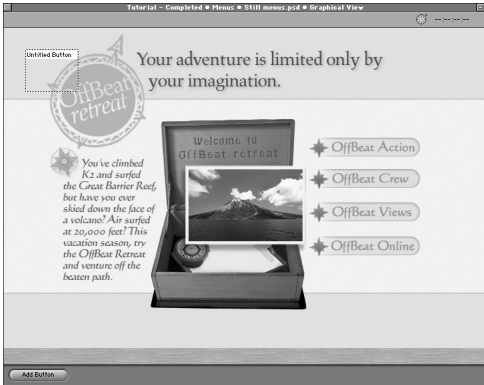 Tutorial - Completed • Menus • Still menus.psd • Graphical View
--:--:--:--
Untitled Button
OffBeat
retreat
Your adventure is limited only by
your imagination.
Welcome to
OffBeat retreat
You've climbed
K2 and surfed
the Great Barrier Reef,
but have you ever
skied down the face of
a volcano? Air surfed
at 20,000 feet? This
vacation season, try
the OffBeat Retreat
and venture off the
beaten path.
OffBeat Action
OffBeat Crew
OffBeat Views
OffBeat Online
Add Button